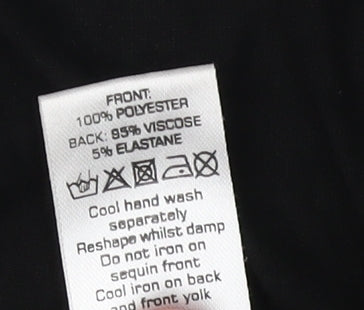 FRONT:
100% POLYESTER
BACK: 95% VISCOSE
5% ELASTANE
Cool hand wash
separately
Reshape whilst damp
Do not iron on
sequin front
Cool iron on back
and front yolk